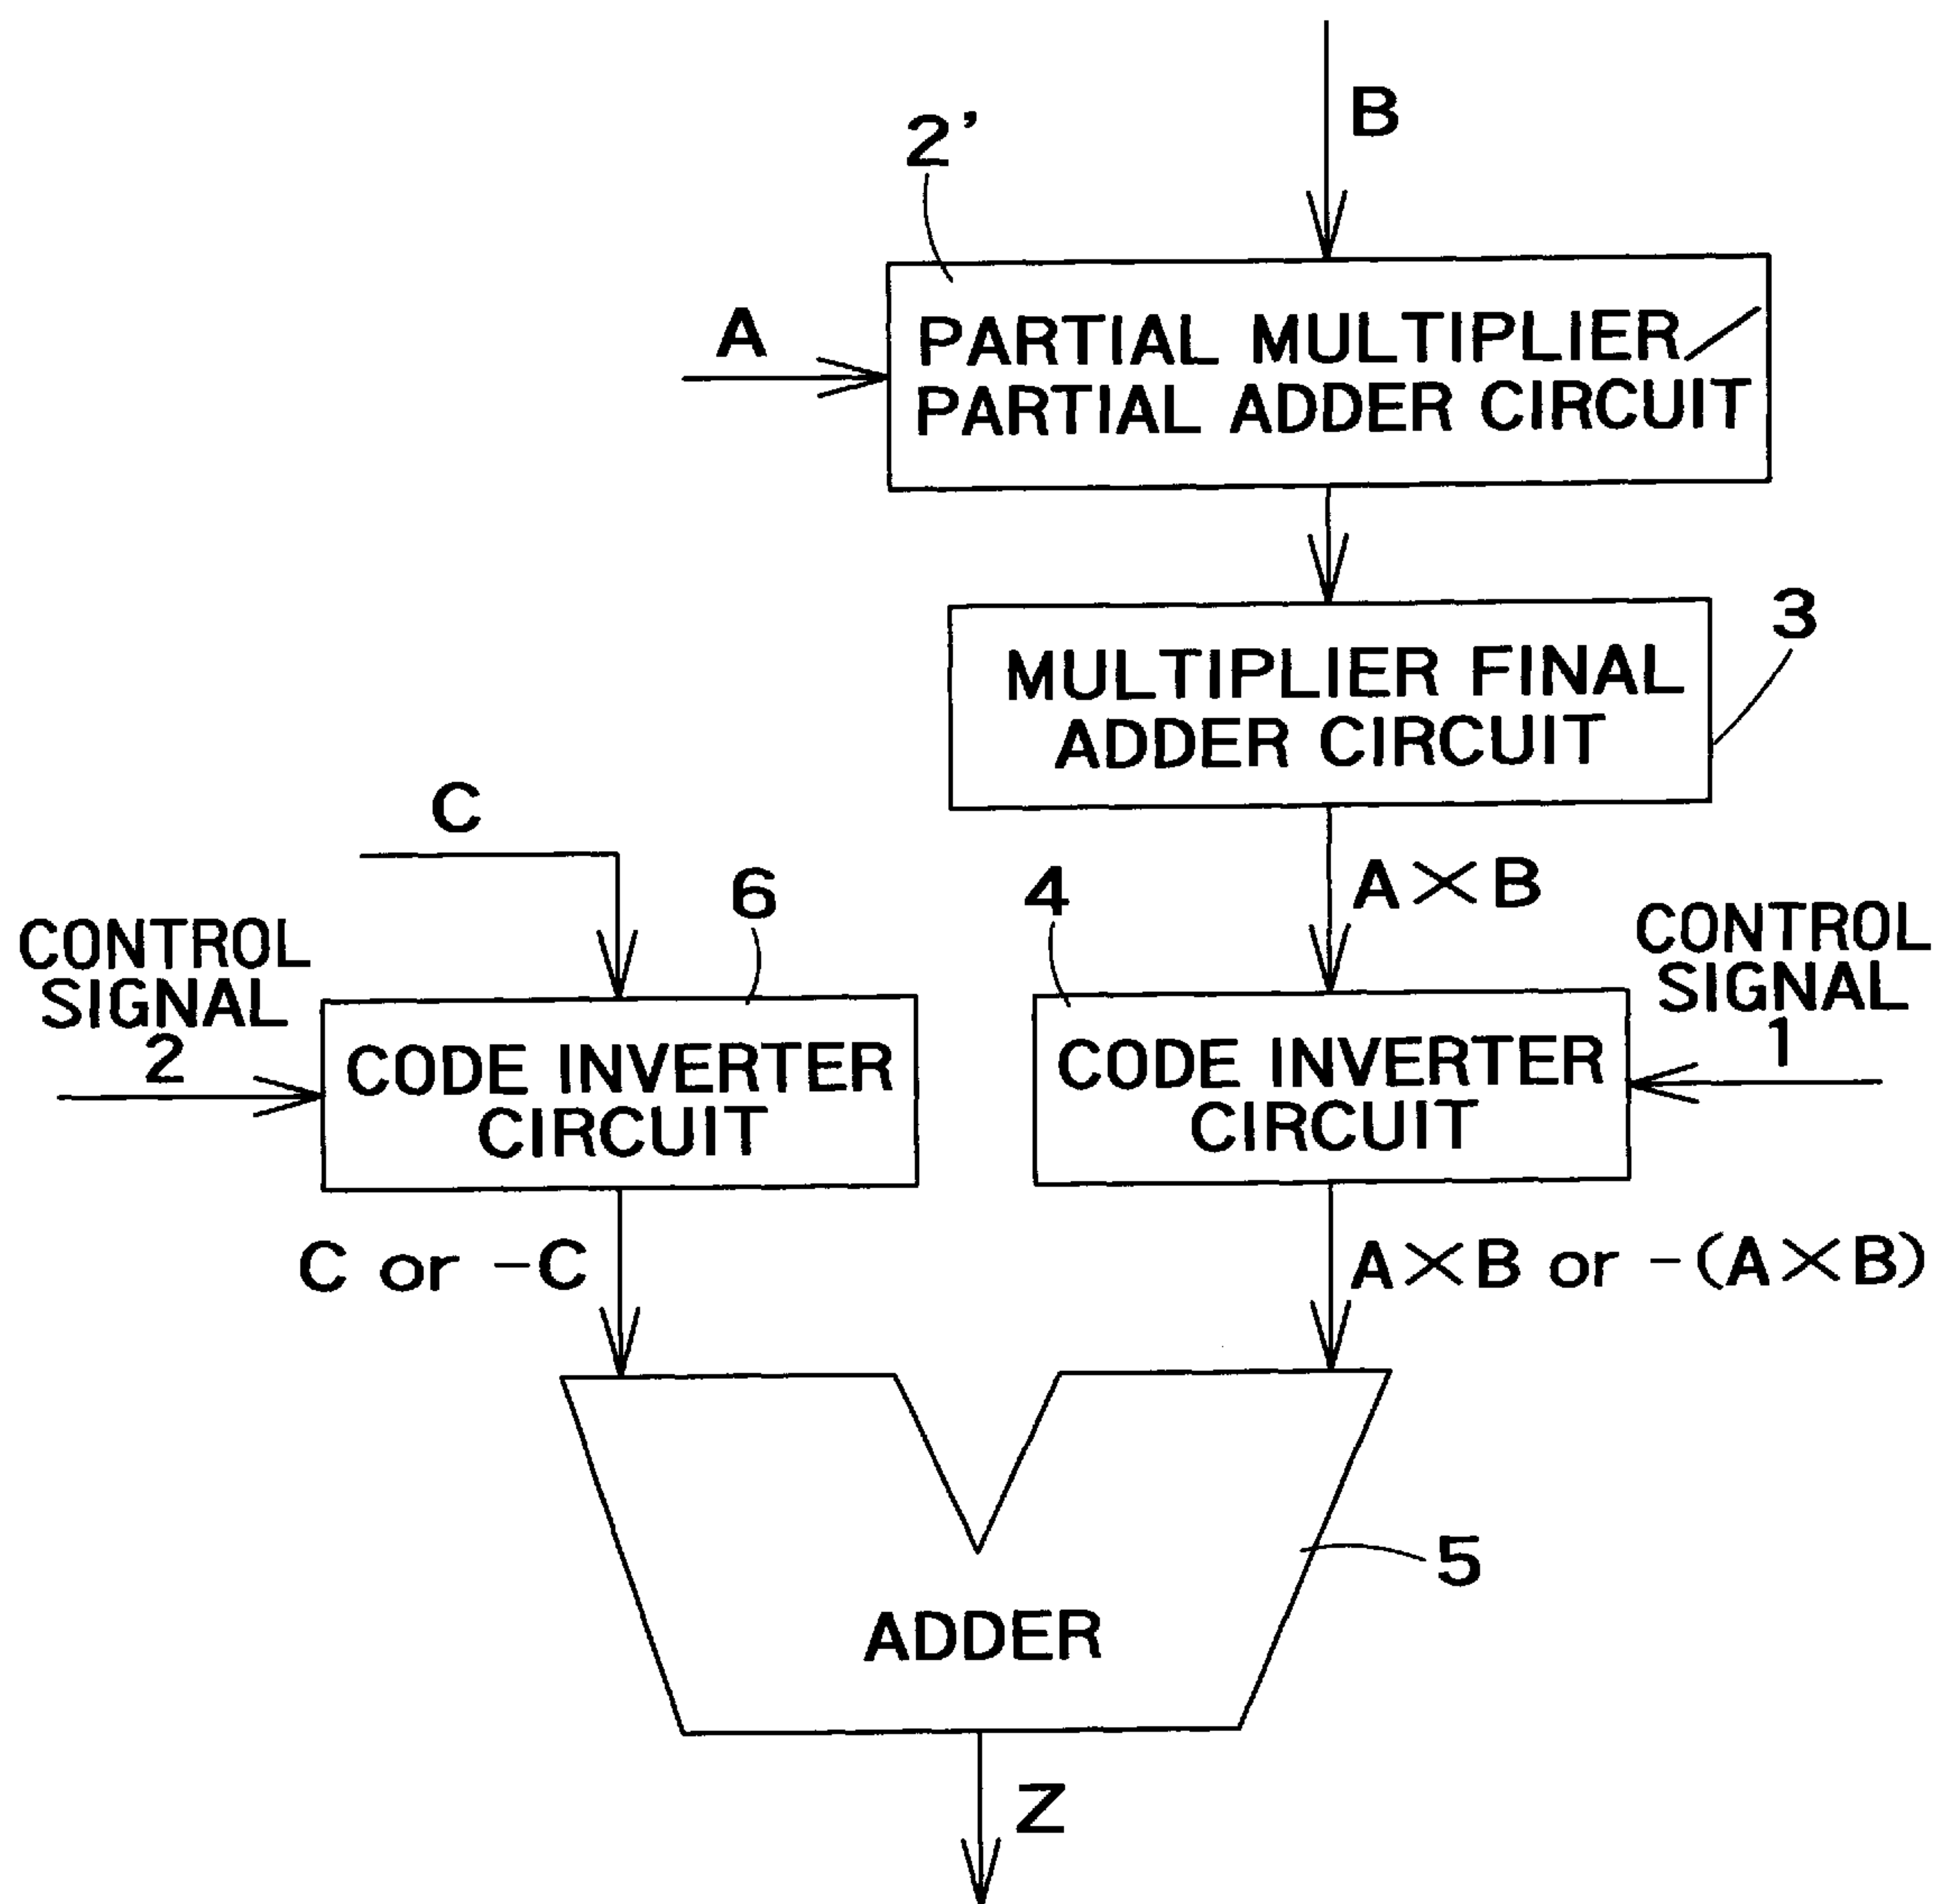 B
2'
A
PARTIAL MULTIPLIER/
PARTIAL ADDER CIRCUIT
3
MULTIPLIER FINAL
ADDER CIRCUIT
C
A×B
6
4
CONTROL
SIGNAL
2
CONTROL
SIGNAL
1
CODE INVERTER
CIRCUIT
CODE INVERTER
CIRCUIT
C or -C
A×B or -(A×B)
5
ADDER
Z